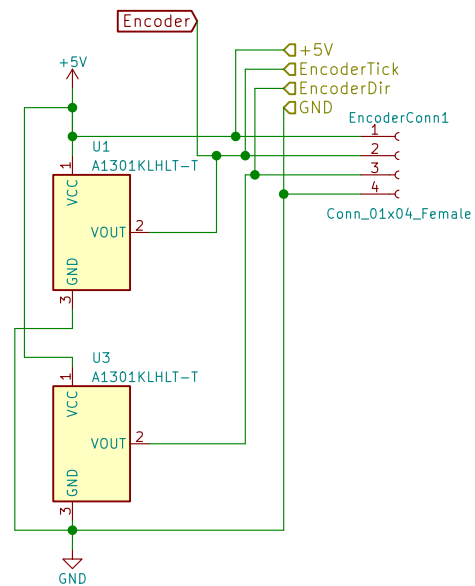 Encoder
+5V
+5V
EncoderTick
EncoderDir
GND
EncoderConn1
1
2
3
4
Conn_01x04_Female
U1
A1301KLHLT-T
1
VCC
VOUT
2
GND
3
U3
A1301KLHLT-T
1
VCC
VOUT
2
GND
3
GND